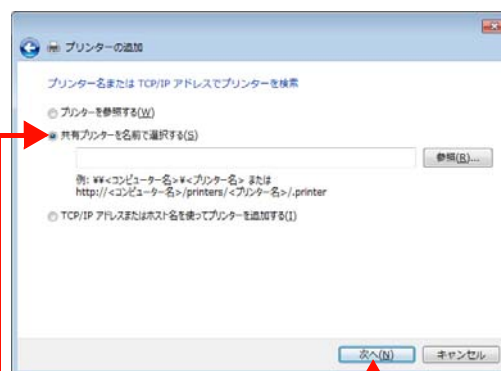 プリンターの追加
プリンター名または TCP/IP アドレスでプリンターを検索
プリンターを参照する(W)
共有プリンターを名前で選択する(S)
参照(R)...
例: ¥¥<コンピューター名>¥<プリンター名> または
http://<コンピューター名>/printers/<プリンター名>/.printer
TCP/IP アドレスまたはホスト名を使ってプリンターを追加する(I)
次へ(N)
キャンセル